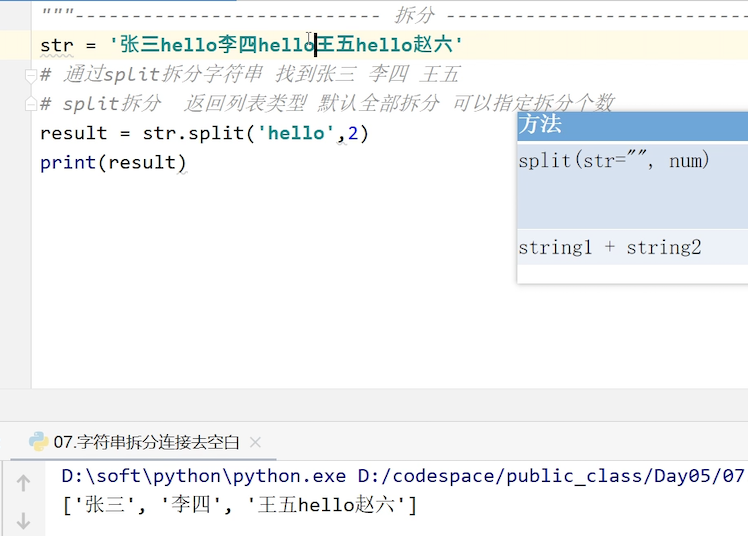 """--------------------------- 拆分 --------------------------
str = '张三hello李四hello王五hello赵六'
# 通过split拆分字符串 找到张三 李四 王五
# split拆分  返回列表类型 默认全部拆分 可以指定拆分个数
result = str.split('hello',2)
print(result)
方法
split(str="", num)
string1 + string2
07.字符串拆分连接去空白
D:\soft\python\python.exe D:/codespace/public_class/Day05/07
['张三', '李四', '王五hello赵六']